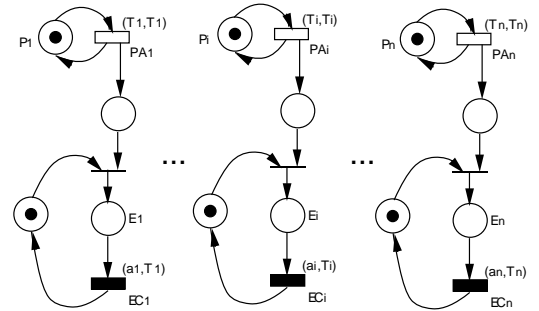 (T1,T1)
P1
PA1
(Ti,Ti)
Pi
PAi
(Tn,Tn)
Pn
PAn
...
...
E1
Ei
En
(a1,T1)
EC1
(ai,Ti)
ECi
(an,Tn)
ECn